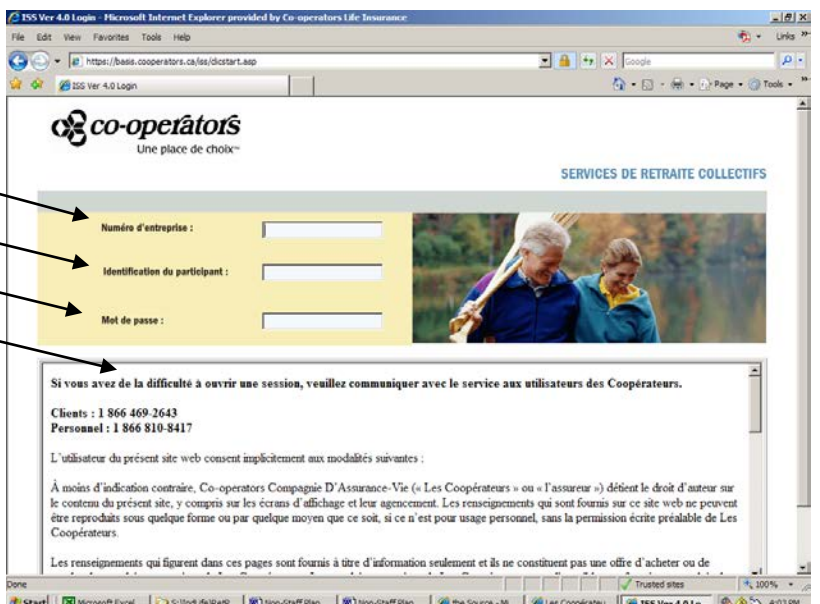 ISS Ver 4.0 Login - Microsoft Internet Explorer provided by Co-operators Life Insurance
File Edit View Favorites Tools Help
Links
https://basis.cooperators.ca/iss/dicstart.asp
Google
ISS Ver 4.0 Login
Page Tools
co-operators
Une place de choix™
SERVICES DE RETRAITE COLLECTIFS
Numéro d'entreprise :
Identification du participant :
Mot de passe :
Si vous avez de la difficulté à ouvrir une session, veuillez communiquer avec le service aux utilisateurs des Coopérateurs.
Clients : 1 866 469-2643
Personnel : 1 866 810-8417
L'utilisateur du présent site web consent implicitement aux modalités suivantes :
À moins d'indication contraire, Co-operators Compagnie D'Assurance-Vie (« Les Coopérateurs » ou « l'assureur ») détient le droit d'auteur sur
le contenu du présent site, y compris sur les écrans d'affichage et leur agencement. Les renseignements qui sont fournis sur ce site web ne peuvent
être reproduits sous quelque forme ou par quelque moyen que ce soit, si ce n'est pour usage personnel, sans la permission écrite préalable de Les
Coopérateurs.
Les renseignements qui figurent dans ces pages sont fournis à titre d'information seulement et ils ne constituent pas une offre d'acheter ou de
Done
Trusted sites
100%
Start Microsoft Excel Non-Staff Plan Non-Staff Plan the Source - Mi Les Coopérateu ISS Ver 4.0 Lo 4:03 PM